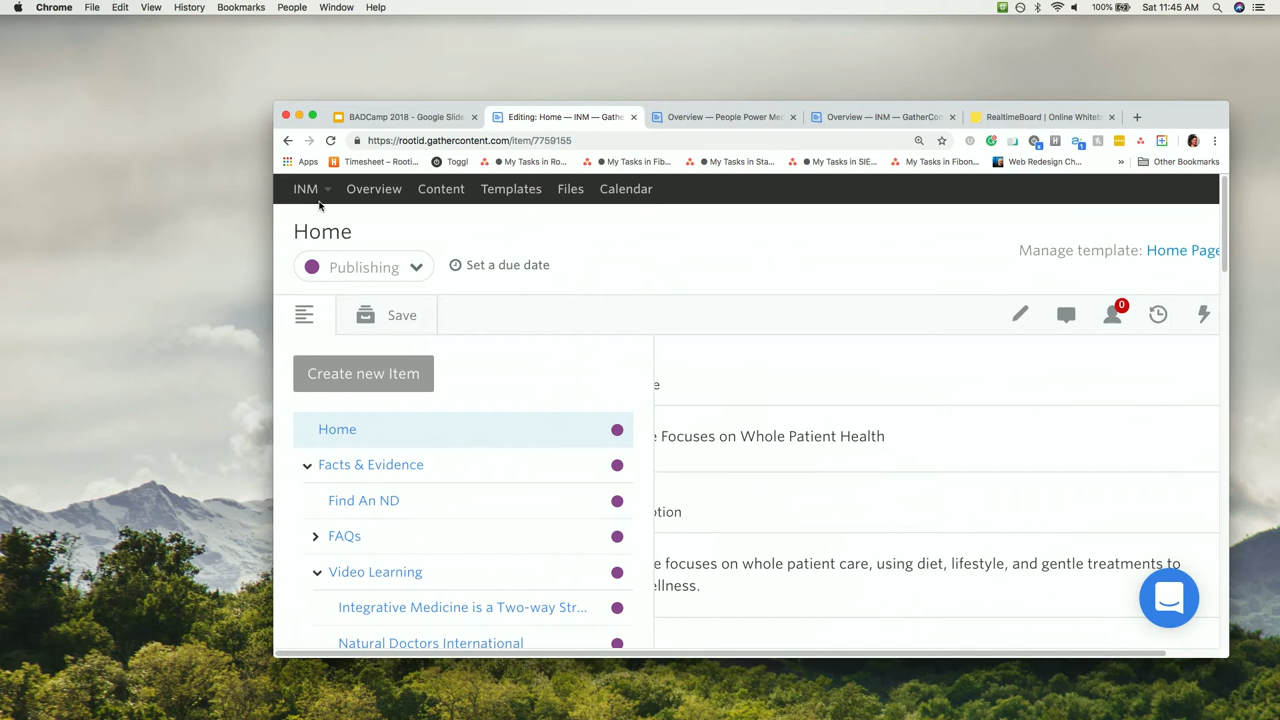 Chrome File Edit View History Bookmarks People Window Help 100% Sat 11:45 AM
BADCamp 2018 - Google Slide Editing: Home — INM — Gathe Overview — People Power Me Overview — INM — GatherCon RealtimeBoard | Online Whiteb
https://rootid.gathercontent.com/item/7759155
Apps Timesheet – Rooti... Toggl My Tasks in Ro... My Tasks in Fib... My Tasks in Sta... My Tasks in SIE... My Tasks in Fibon... Web Redesign Ch... » Other Bookmarks
INM Overview Content Templates Files Calendar
Home
Manage template: Home Page
Publishing Set a due date
Save 0
Create new Item
Home
e Focuses on Whole Patient Health
Facts & Evidence
Find An ND
otion
FAQs
e focuses on whole patient care, using diet, lifestyle, and gentle treatments to
Video Learning
ellness.
Integrative Medicine is a Two-way Str...
Natural Doctors International